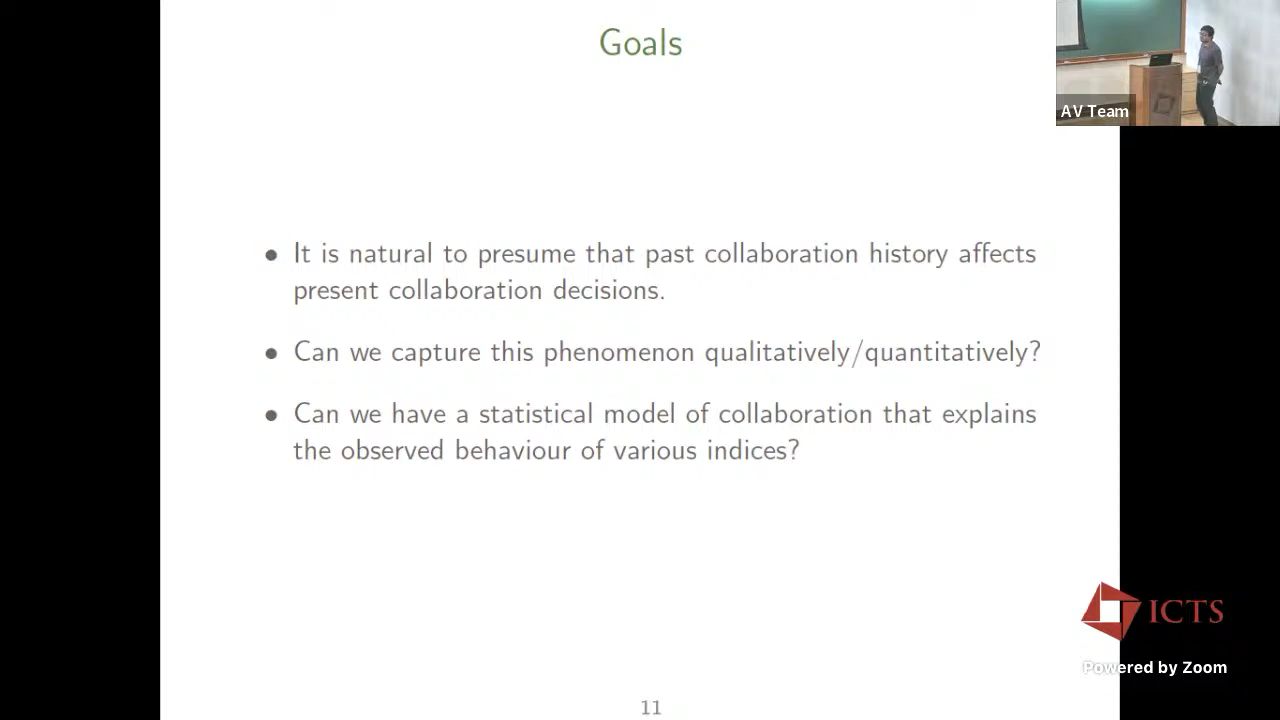 Goals
AV Team
• It is natural to presume that past collaboration history affects
present collaboration decisions.
• Can we capture this phenomenon qualitatively/quantitatively?
• Can we have a statistical model of collaboration that explains
the observed behaviour of various indices?
ICTS
Powered by Zoom
11